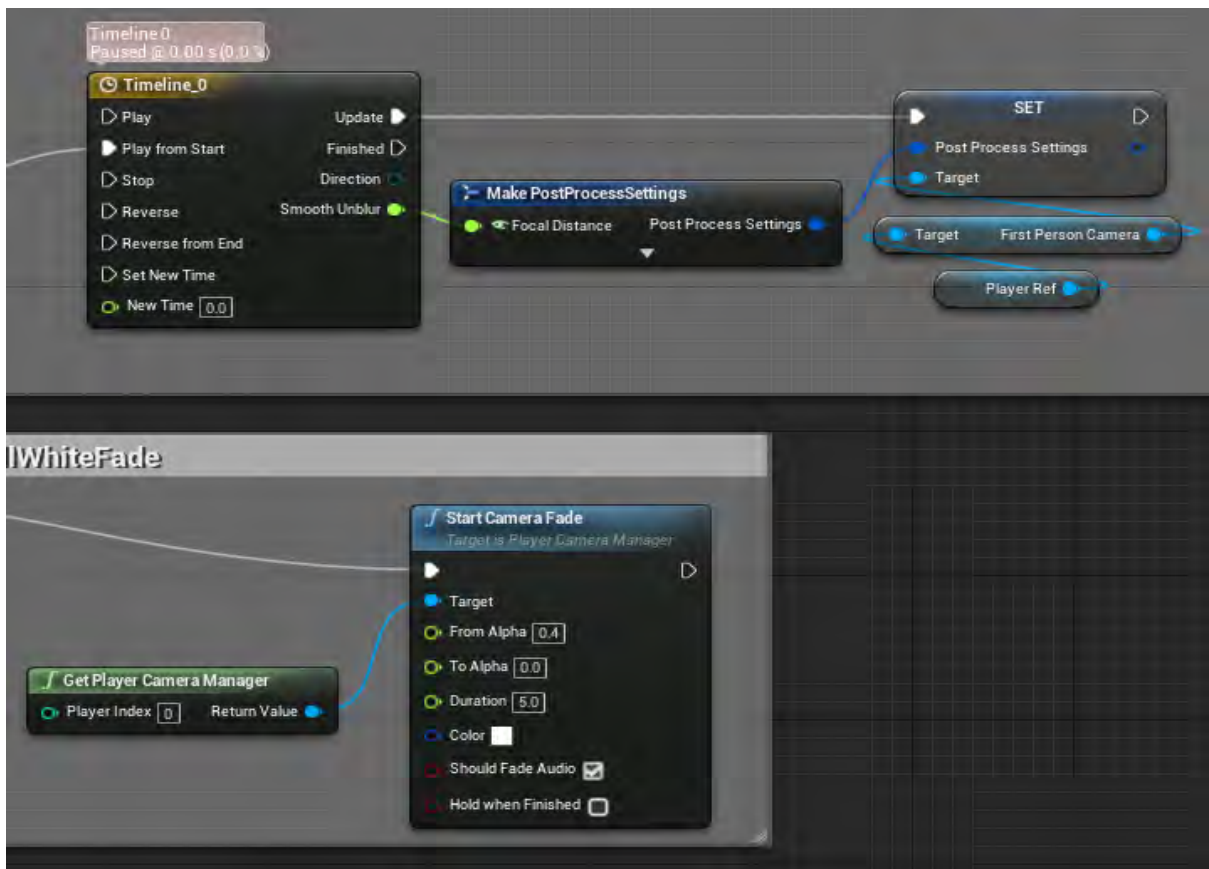 Timeline 0
Paused @ 0.00 s (0.0 %)
Timeline_0
Play
Update
Play from Start
Finished
Stop
Direction
Reverse
Smooth Unblur
Reverse from End
Set New Time
New Time 0.0
Make PostProcessSettings
Focal Distance
Post Process Settings
SET
Post Process Settings
Target
Target
First Person Camera
Player Ref
lWhiteFade
Start Camera Fade
Target is Player Camera Manager
Target
From Alpha 0.4
To Alpha 0.0
Duration 5.0
Color
Should Fade Audio
Hold when Finished
Get Player Camera Manager
Player Index 0
Return Value